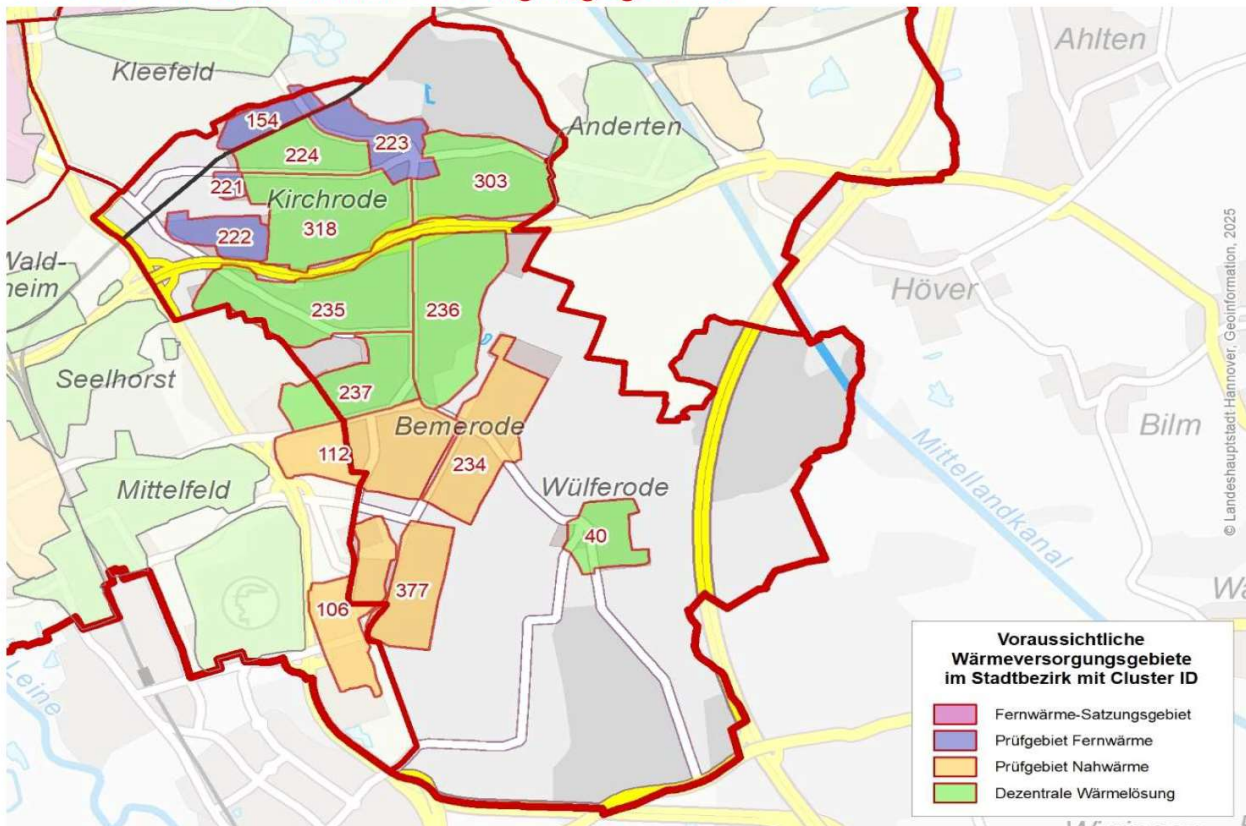 Ahlten
Kleefeld
154
223
Anderten
224
303
221
Kirchrode
318
222
Wald-
heim
Höver
235
236
Seelhorst
237
Bemerode
Bilm
112
234
Mittelfeld
Wülferode
40
Mittellandkanal
377
106
Leine
© Landeshauptstadt Hannover, Geoinformation, 2025
Voraussichtliche
Wärmeversorgungsgebiete
im Stadtbezirk mit Cluster ID
Fernwärme-Satzungsgebiet
Prüfgebiet Fernwärme
Prüfgebiet Nahwärme
Dezentrale Wärmelösung